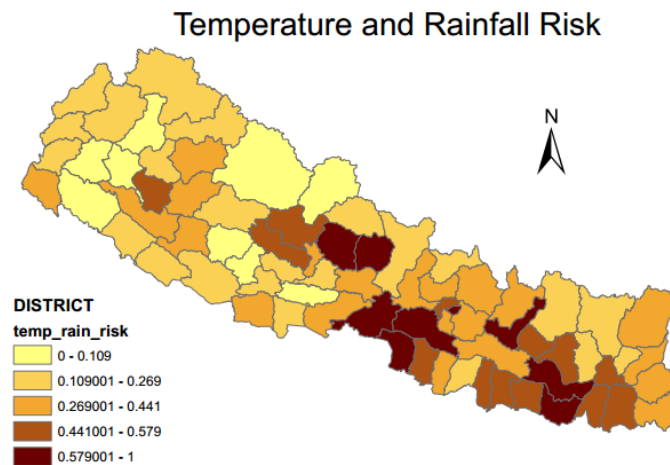 Temperature and Rainfall Risk
N
DISTRICT
temp_rain_risk
0 - 0.109
0.109001 - 0.269
0.269001 - 0.441
0.441001 - 0.579
0.579001 - 1